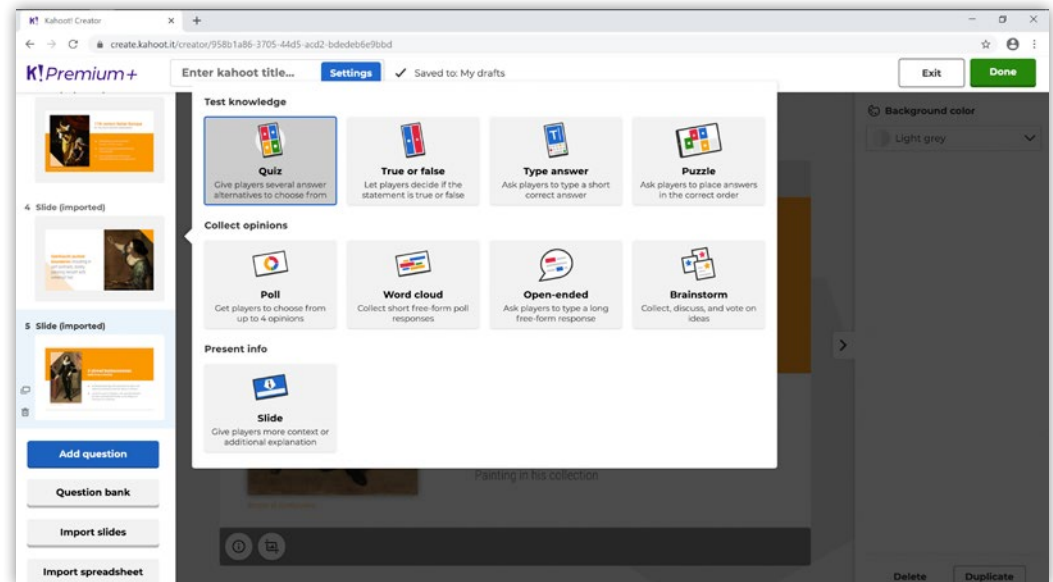 K! Kahoot! Creator
create.kahoot.it/creator/958b1a86-3705-44d5-acd2-bdedeb6e9bbd
K! Premium+
Enter kahoot title...
Settings
Saved to: My drafts
Exit
Done
4 Slide (imported)
5 Slide (imported)
Add question
Question bank
Import slides
Import spreadsheet
Test knowledge
Quiz
Give players several answer
alternatives to choose from
True or false
Let players decide if the
statement is true or false
Type answer
Ask players to type a short
correct answer
Puzzle
Ask players to place answers
in the correct order
Collect opinions
Poll
Get players to choose from
up to 4 opinions
Word cloud
Collect short free-form poll
responses
Open-ended
Ask players to type a long
free-form response
Brainstorm
Collect, discuss, and vote on
ideas
Present info
Slide
Give players more context or
additional explanation
Painting in his collection
Background color
Light grey
Delete
Duplicate